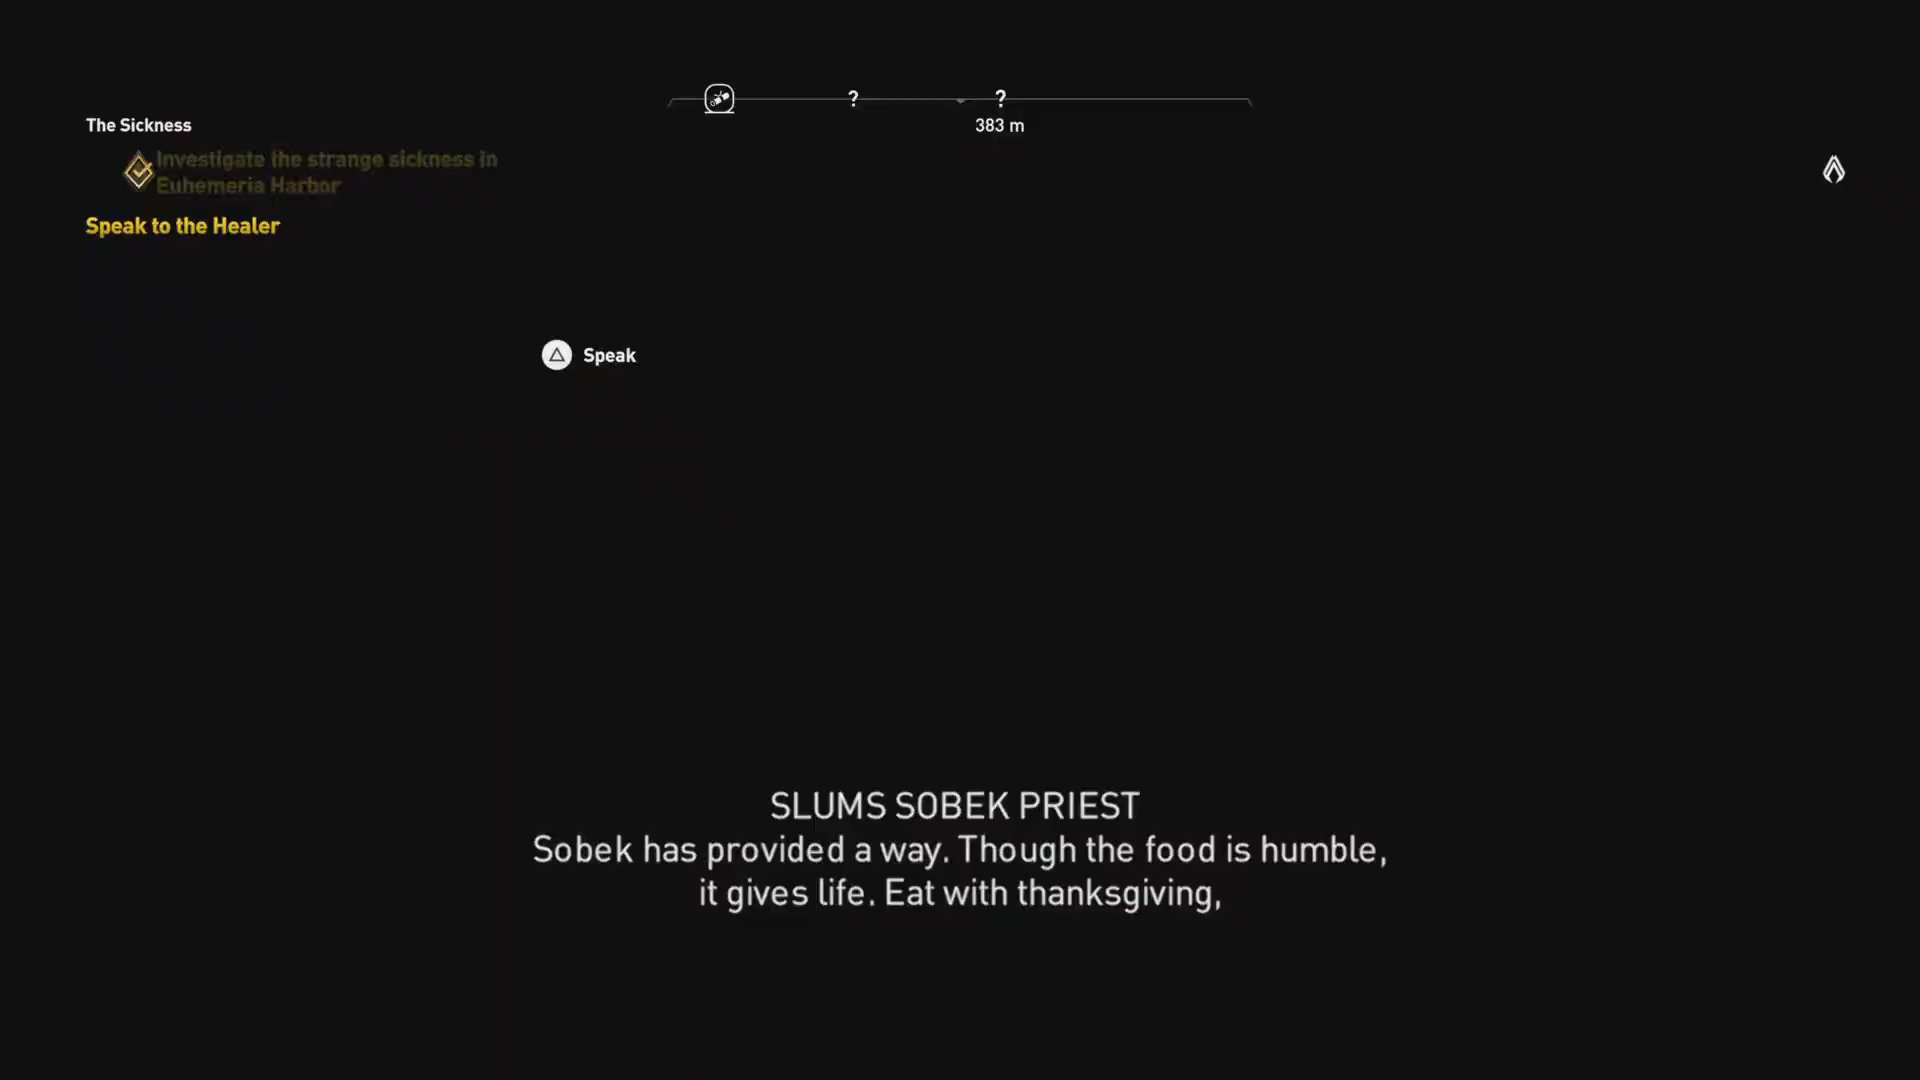 ?
?
383 m
The Sickness
Investigate the strange sickness in
Euhemeria Harbor
Speak to the Healer
Speak
SLUMS SOBEK PRIEST
Sobek has provided a way. Though the food is humble,
it gives life. Eat with thanksgiving,